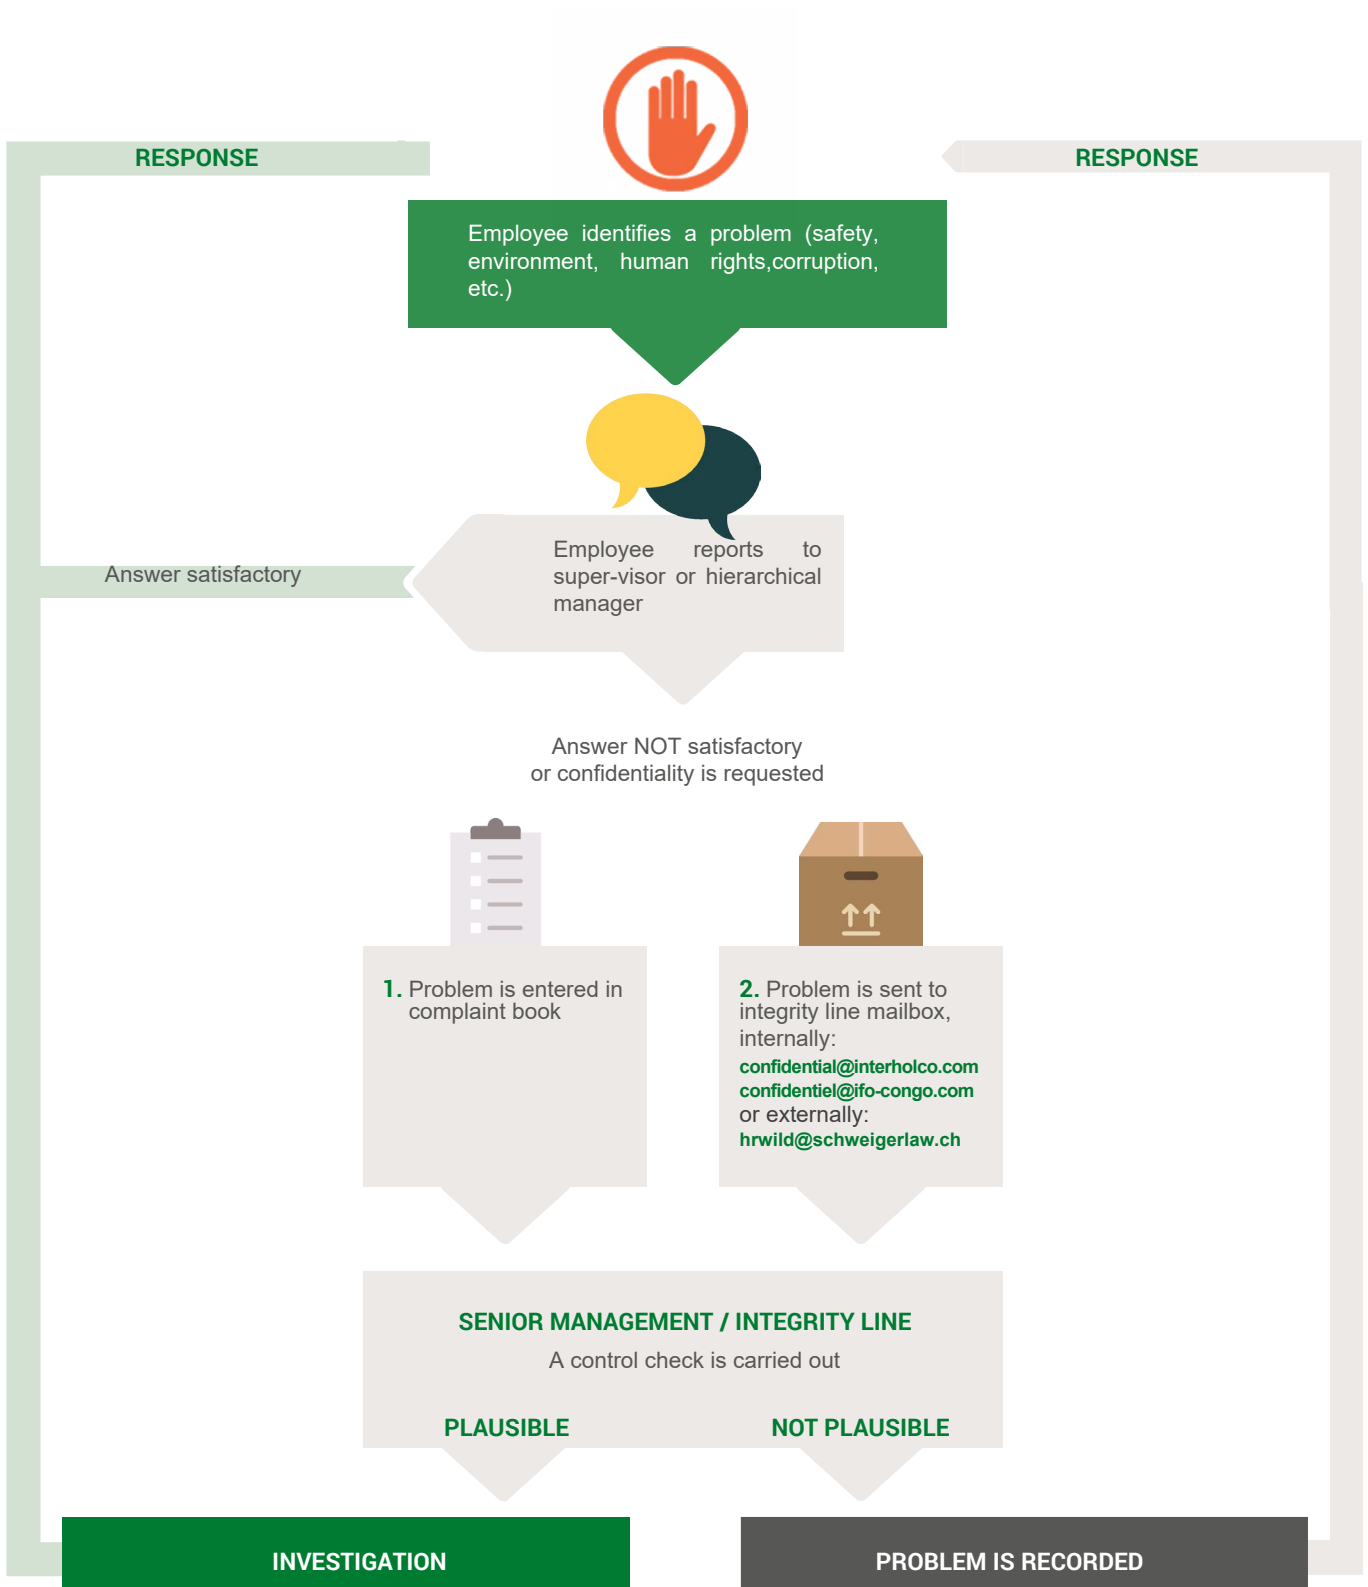 RESPONSE
RESPONSE
Employee identifies a problem (safety,
environment, human rights,corruption,
etc.)
Employee reports to
super-visor or hierarchical
manager
Answer satisfactory
Answer NOT satisfactory
or confidentiality is requested
1. Problem is entered in
complaint book
2. Problem is sent to
integrity line mailbox,
internally:
confidential@interholco.com
confidentiel@ifo-congo.com
or externally:
hrwild@schweigerlaw.ch
SENIOR MANAGEMENT / INTEGRITY LINE
A control check is carried out
PLAUSIBLE
NOT PLAUSIBLE
INVESTIGATION
PROBLEM IS RECORDED